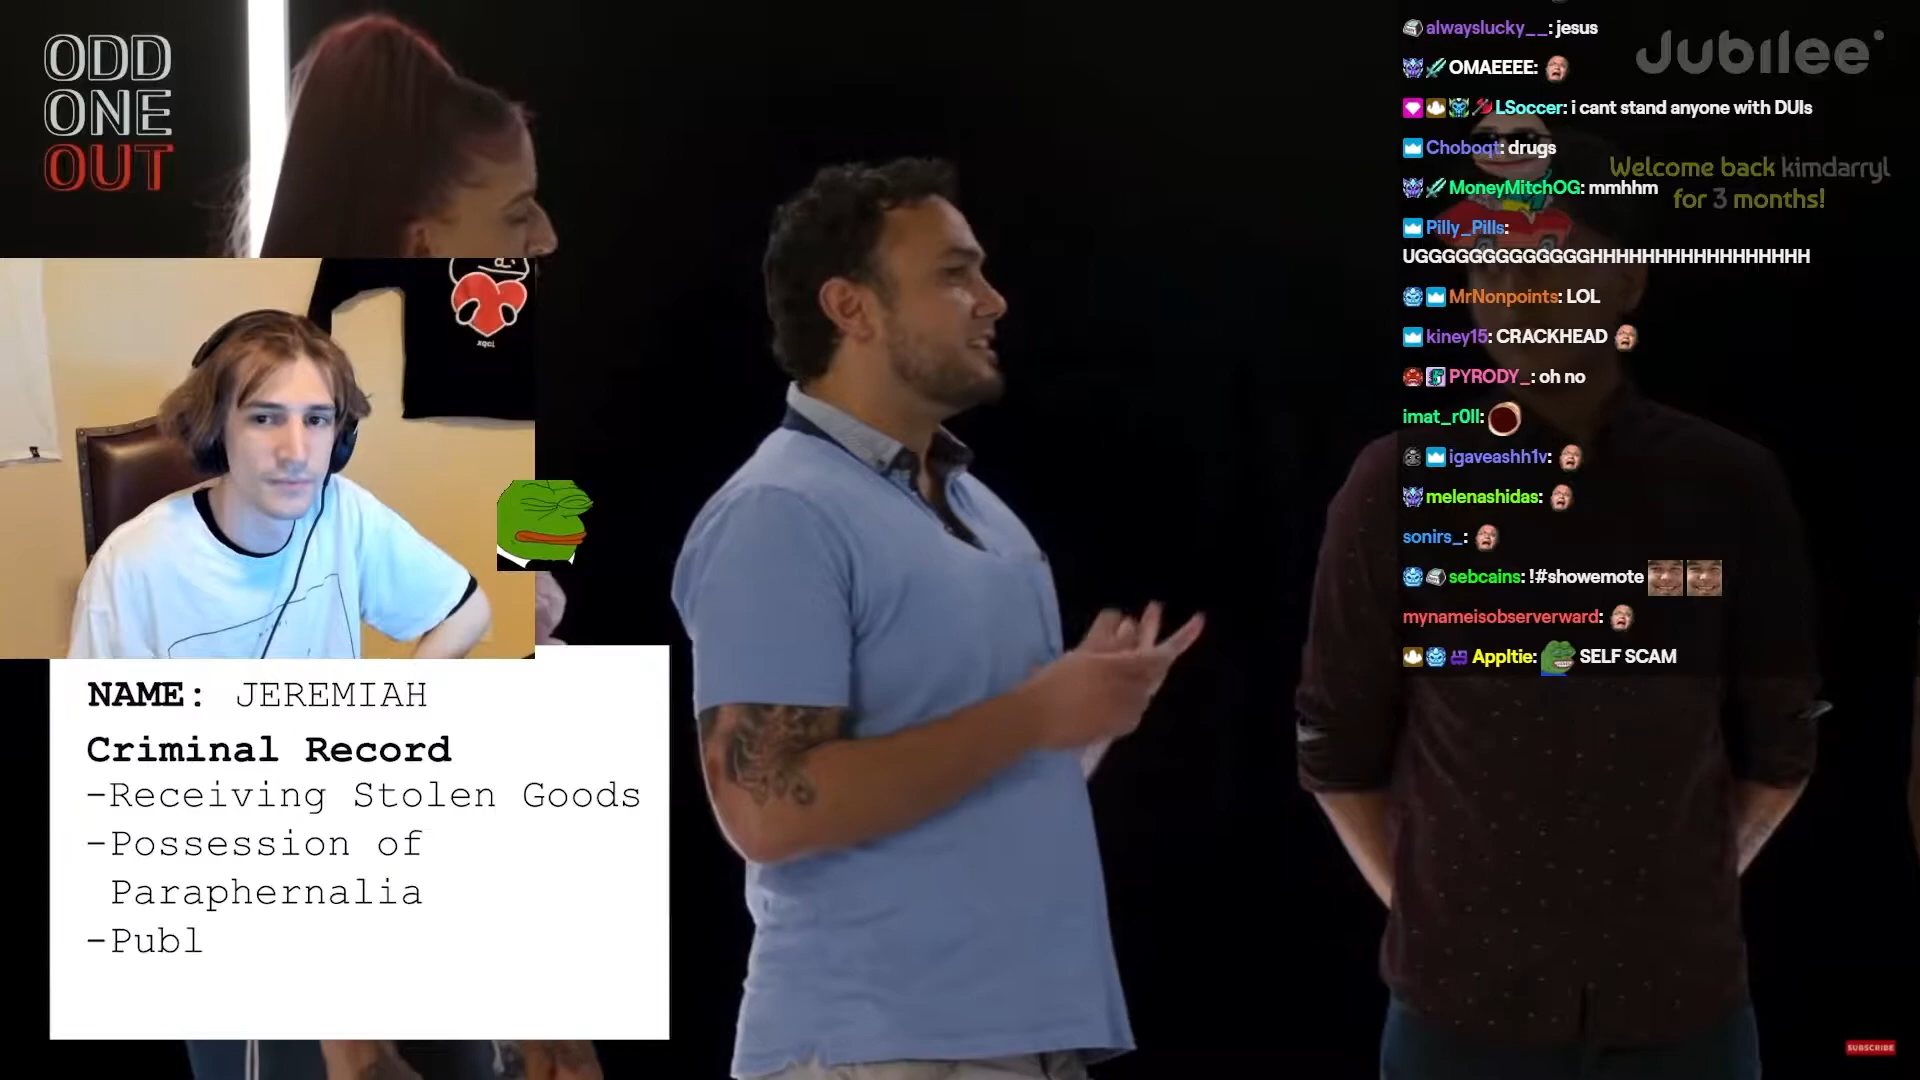 ODD
ONE
OUT
Jubilee
alwayslucky__: jesus
OMAEEEE:
LSoccer: i cant stand anyone with DUIs
Choboqt: drugs
Welcome back kimdarryl
for 3 months!
MoneyMitchOG: mmhhm
Pilly_Pills:
UGGGGGGGGGGGGGHHHHHHHHHHHHHHHHH
MrNonpoints: LOL
kiney15: CRACKHEAD
PYRODY_: oh no
imat_r0ll:
igaveashh1v:
melenashidas:
sonirs_:
sebcains: !#showemote
mynameisobserverward:
Appltie: SELF SCAM
xqcL
NAME: JEREMIAH
Criminal Record
-Receiving Stolen Goods
-Possession of
Paraphernalia
-Publ
SUBSCRIBE